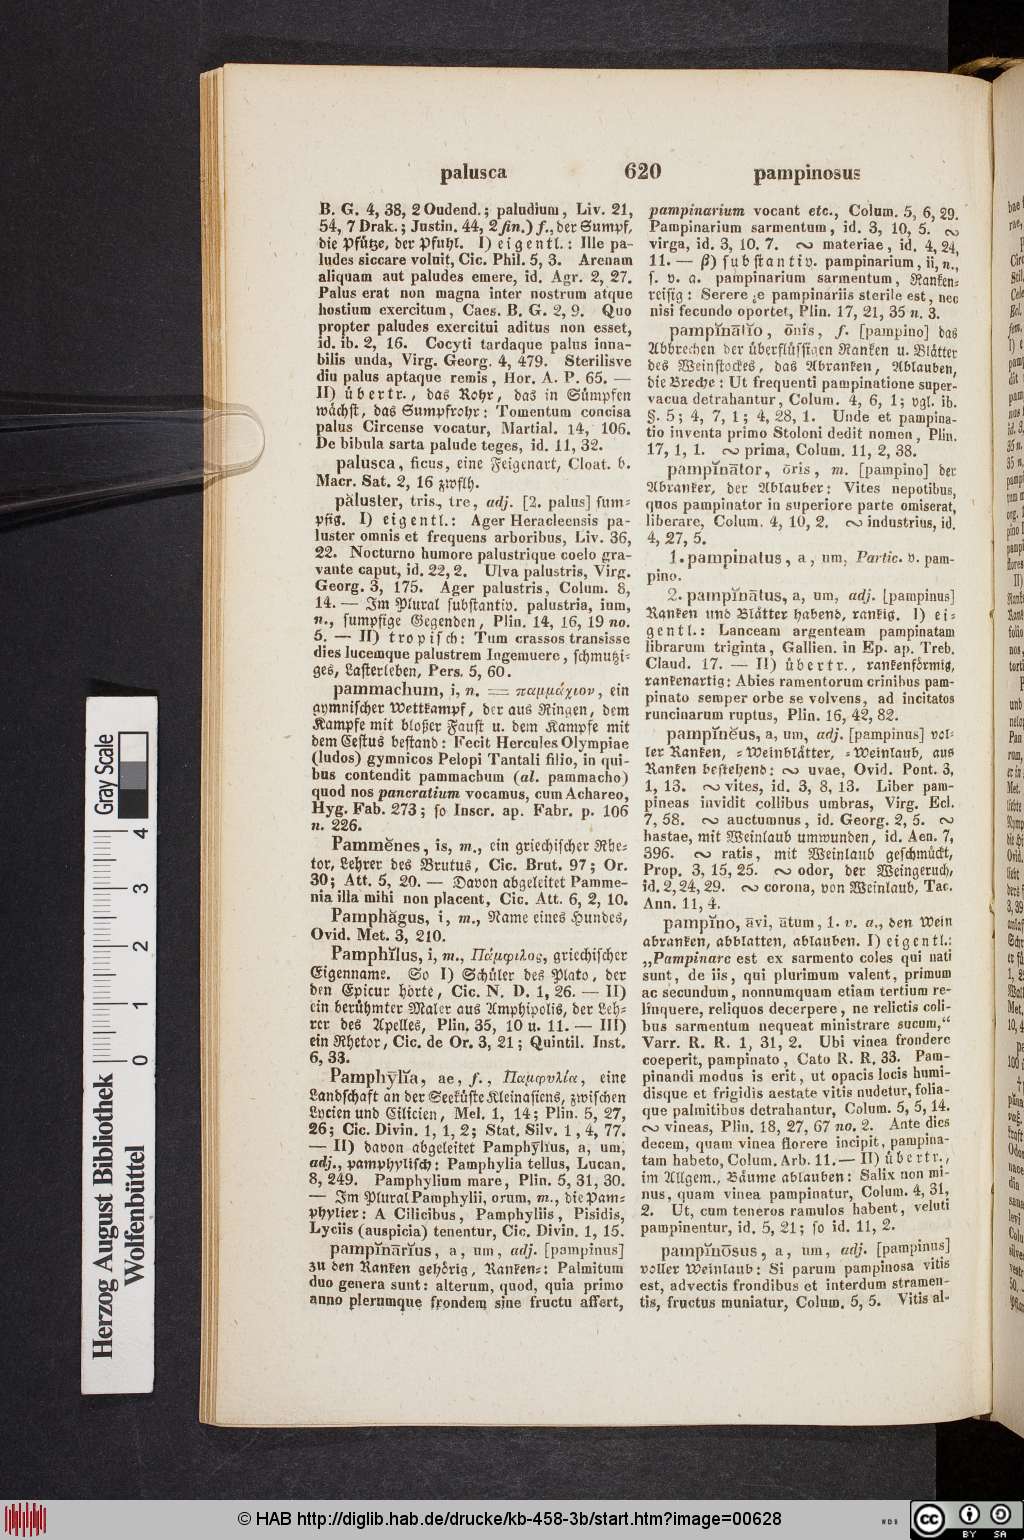 palusca 620 pampinosus
B. G. 4, 38, 2 Oudend.; paludium, Liv. 21,
54, 7 Drak.; Justin. 44, 2 fin.) f., der Sumpf,
die Pfütze, der Pfuhl. I) eigentl.: Ille pa-
ludes siccare voluit, Cic. Phil. 5, 3. Arenam
aliquam aut paludes emere, id. Agr. 2, 27.
Palus erat non magna inter nostrum atque
hostium exercitum, Caes. B. G. 2, 9. Quo
propter paludes exercitui aditus non esset,
id. ib. 2, 16. Cocyti tardaque palus inna-
bilis unda, Virg. Georg. 4, 479. Sterilisve
diu palus aptaque remis, Hor. A. P. 65. —
II) übertr., das Rohr, das in Sümpfen
wächst, das Sumpfrohr: Tomentum concisa
palus Circense vocatur, Martial. 14, 106.
De bibula sarta palude teges, id. 11, 32.
palusca, ficus, eine Feigenart, Cloat. b.
Macr. Sat. 2, 16 zwflh.
păluster, tris, tre, adj. [2. palus] sum-
pfig. I) eigentl.: Ager Heracleensis pa-
luster omnis et frequens arboribus, Liv. 36,
22. Nocturno humore palustrique coelo gra-
vante caput, id. 22, 2. Ulva palustris, Virg.
Georg. 3, 175. Ager palustris, Colum. 8,
14. — Im Plural substantiv. palustria, ium,
n., sumpfige Gegenden, Plin. 14, 16, 19 no.
5. — II) tropisch: Tum crassos transisse
dies lucemque palustrem Ingemuere, schmutzi-
ges, Lasterleben, Pers. 5, 60.
pammachum, i, n. = παμμάχιον, ein
gymnischer Wettkampf, der aus Ringen, dem
Kampfe mit bloßer Faust u. dem Kampfe mit
dem Cestus bestand: Fecit Hercules Olympiae
(ludos) gymnicos Pelopi Tantali filio, in qui-
bus contendit pammachum (al. pammacho)
quod nos pancratium vocamus, cum Achareo,
Hyg. Fab. 273; so Inscr. ap. Fabr. p. 106
n. 226.
Pammĕnes, is, m., ein griechischer Rhe-
tor, Lehrer des Brutus, Cic. Brut. 97; Or.
30; Att. 5, 20. — Davon abgeleitet Pamme-
nia illa mihi non placent, Cic. Att. 6, 2, 10.
Pamphăgus, i, m., Name eines Hundes,
Ovid. Met. 3, 210.
Pamphĭlus, i, m., Πάμφιλος, griechischer
Eigenname. So I) Schüler des Plato, der
den Epicur hörte, Cic. N. D. 1, 26. — II)
ein berühmter Maler aus Amphipolis, der Leh-
rer des Apelles, Plin. 35, 10 u. 11. — III)
ein Rhetor, Cic. de Or. 3, 21; Quintil. Inst.
6, 33.
Pamphȳlĭa, ae, f., Παμφυλία, eine
Landschaft an der Seeküste Kleinasiens, zwischen
Lycien und Cilicien, Mel. 1, 14; Plin. 5, 27,
26; Cic. Divin. 1, 1, 2; Stat. Silv. 1, 4, 77.
— II) davon abgeleitet Pamphȳlĭus, a, um,
adj., pamphylisch: Pamphylia tellus, Lucan.
8, 249. Pamphylium mare, Plin. 5, 31, 30.
— Im Plural Pamphylii, orum, m., die Pam-
phylier: A Cilicibus, Pamphyliis, Pisidis,
Lyciis (auspicia) tenentur, Cic. Divin. 1, 15.
pampĭnārĭus, a, um, adj. [pampinus]
zu den Ranken gehörig, Ranken-: Palmitum
duo genera sunt: alterum, quod, quia primo
anno plerumque frondem sine fructu affert,
pampinarium vocant etc., Colum. 5, 6, 29.
Pampinarium sarmentum, id. 3, 10, 5. ~
virga, id. 3, 10. 7. ~ materiae, id. 4, 24,
11. — β) substantiv. pampinarium, ii, n.,
s. v. a. pampinarium sarmentum, Ranken-
reisig: Serere e pampinariis sterile est, nec
nisi fecundo oportet, Plin. 17, 21, 35 n. 3.
pampĭnātĭo, ōnis, f. [pampino] das
Abbrechen der überflüssigen Ranken u. Blätter
des Weinstockes, das Abranken, Ablauben,
die Breche: Ut frequenti pampinatione super-
vacua detrahantur, Colum. 4, 6, 1; vgl. ib.
§. 5; 4, 7, 1; 4, 28, 1. Unde et pampina-
tio inventa primo Stoloni dedit nomen, Plin.
17, 1, 1. ~ prima, Colum. 11, 2, 38.
pampĭnātor, ōris, m. [pampino] der
Abranker, der Ablauber: Vites nepotibus,
quos pampinator in superiore parte omiserat,
liberare, Colum. 4, 10, 2. ~ industrius, id.
4, 27, 5.
1. pampinatus, a, um, Partic. v. pam-
pino.
2. pampĭnātus, a, um, adj. [pampinus]
Ranken und Blätter habend, rankig. I) ei-
gentl.: Lanceam argenteam pampinatam
librarum triginta, Gallien. in Ep. ap. Treb.
Claud. 17. — II) übertr., rankenförmig,
rankenartig: Abies ramentorum crinibus pam-
pinato semper orbe se volvens, ad incitatos
runcinarum ruptus, Plin. 16, 42, 82.
pampĭnĕus, a, um, adj. [pampinus] vol-
ler Ranken, -Weinblätter, -Weinlaub, aus
Ranken bestehend: ~ uvae, Ovid. Pont. 3,
1, 13. ~ vites, id. 3, 8, 13. Liber pam-
pineas invidit collibus umbras, Virg. Ecl.
7, 58. ~ auctumnus, id. Georg. 2, 5. ~
hastae, mit Weinlaub umwunden, id. Aen. 7,
396. ~ ratis, mit Weinlaub geschmückt,
Prop. 3, 15, 25. ~ odor, der Weingeruch,
id. 2, 24, 29. ~ corona, von Weinlaub, Tac.
Ann. 11, 4.
pampĭno, āvi, ātum, 1. v. a., den Wein
abranken, abblatten, ablauben. I) eigentl.:
„Pampinare est ex sarmento coles qui nati
sunt, de iis, qui plurimum valent, primum
ac secundum, nonnumquam etiam tertium re-
linquere, reliquos decerpere, ne relictis coli-
bus sarmentum nequeat ministrare sucum,“
Varr. R. R. 1, 31, 2. Ubi vinea frondere
coeperit, pampinato, Cato R. R. 33. Pam-
pinandi modus is erit, ut opacis locis humi-
disque et frigidis aestate vitis nudetur, folia-
que palmitibus detrahantur, Colum. 5, 5, 14.
~ vineas, Plin. 18, 27, 67 no. 2. Ante dies
decem, quam vinea florere incipit, pampina-
tam habeto, Colum. Arb. 11. — II) übertr.,
im Allgem., Bäume ablauben: Salix non mi-
nus, quam vinea pampinatur, Colum. 4, 31,
2. Ut, cum teneros ramulos habent, veluti
pampinentur, id. 5, 21; so id. 11, 2.
pampĭnōsus, a, um, adj. [pampinus]
voller Weinlaub: Si parum pampinosa vitis
est, advectis frondibus et interdum stramen-
tis, fructus muniatur, Colum. 5, 5. Vitis al-
Herzog August Bibliothek
Wolfenbüttel
0 1 2 3 4
Gray Scale
© HAB http://diglib.hab.de/drucke/kb-458-3b/start.htm?image=00628
WDB
cc BY SA